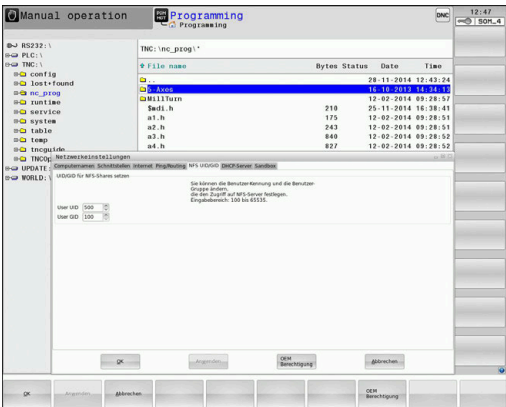 Manual operation
PGM MGT
Programming
Programming
DNC
12:47
SOM_4
RS232:\
PLC:\
TNC:\
config
lost+found
nc_prog
runtime
service
system
table
temp
tncguide
UPDATE:
WORLD:\
TNC:\nc_prog\*
File name Bytes Status Date Time
.. 28-11-2014 12:43:24
5-Axes 16-10-2013 14:34:13
MillTurn 12-02-2014 09:28:57
$mdi.h 210 25-11-2014 16:38:41
a1.h 175 12-02-2014 09:28:51
a2.h 243 12-02-2014 09:28:51
a3.h 840 12-02-2014 09:28:52
a4.h 827 12-02-2014 09:28:52
Netzwerkeinstellungen
Computernamen Schnittstellen Internet Ping/Routing NFS UID/GID DHCP-Server Sandbox
UID/GID für NFS-Shares setzen
Sie können die Benutzer-Kennung und die Benutzer-
Gruppe ändern,
die den Zugriff auf NFS-Server festlegen.
Eingabebereich: 100 bis 65535.
User UID 500
User GID 100
OK
Anwenden
OEM
Berechtigung
Abbrechen
OK
Anwenden
Abbrechen
OEM
Berechtigung